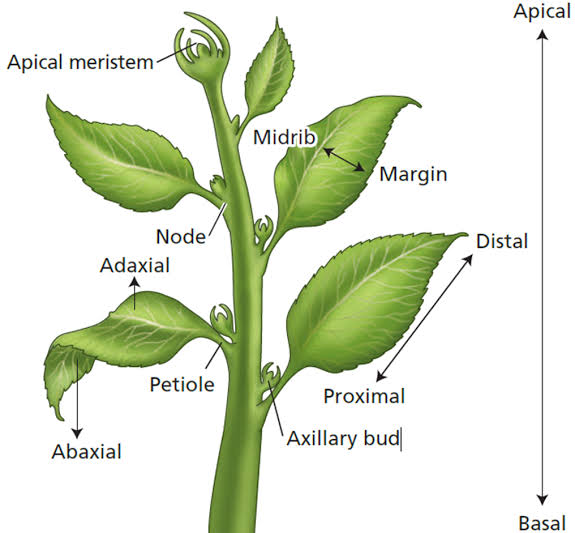 Apical
Apical meristem
Midrib
Margin
Node
Distal
Adaxial
Petiole
Proximal
Axillary bud
Abaxial
Basal